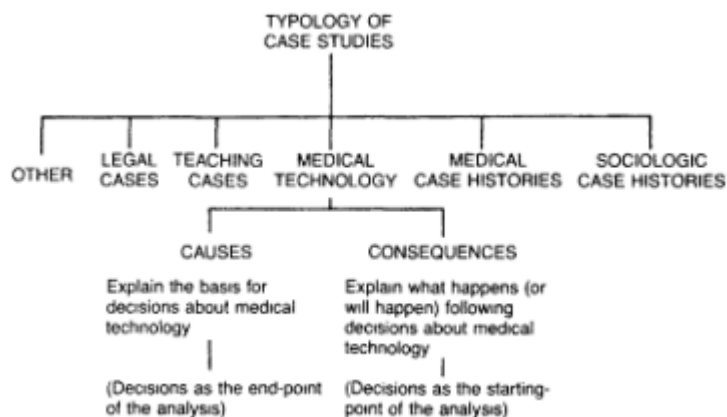 TYPOLOGY OF
CASE STUDIES
OTHER
LEGAL
CASES
TEACHING
CASES
MEDICAL
TECHNOLOGY
MEDICAL
CASE HISTORIES
SOCIOLOGIC
CASE HISTORIES
CAUSES
Explain the basis for
decisions about medical
technology
(Decisions as the end-point
of the analysis)
CONSEQUENCES
Explain what happens (or
will happen) following
decisions about medical
technology
(Decisions as the starting-
point of the analysis)